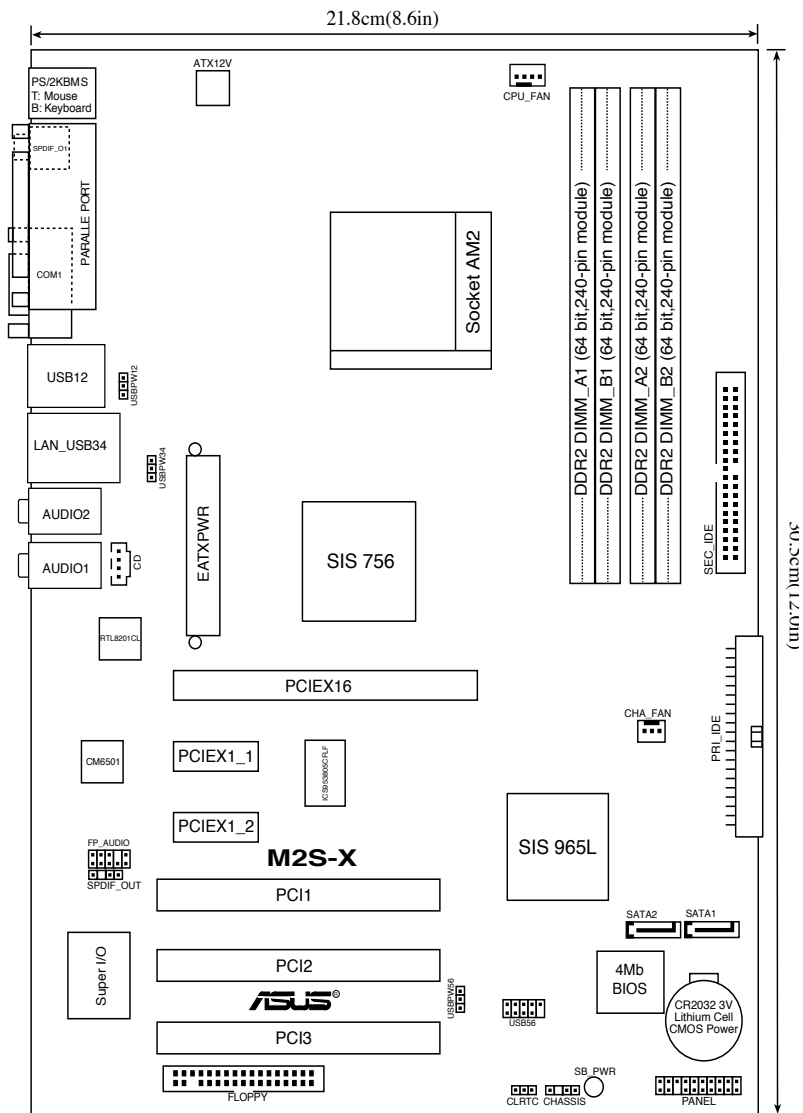 21.8cm(8.6in)
ATX12V
CPU_FAN
PS/2KBMS
T: Mouse
B: Keyboard
SPDIF_O1
PARALLE PORT
COM1
Socket AM2
DDR2 DIMM_A1 (64 bit,240-pin module)
DDR2 DIMM_B1 (64 bit,240-pin module)
DDR2 DIMM_A2 (64 bit,240-pin module)
DDR2 DIMM_B2 (64 bit,240-pin module)
USB12
USBPW12
LAN_USB34
USBPW34
SEC_IDE
AUDIO2
EATXPWR
SIS 756
AUDIO1
CD
30.5cm(12.0in)
RTL8201CL
PCIEX16
CHA_FAN
PRI_IDE
CM6501
PCIEX1_1
ICS953805CFLF
PCIEX1_2
SIS 965L
FP_AUDIO
SPDIF_OUT
M2S-X
PCI1
SATA2
SATA1
Super I/O
PCI2
4Mb
BIOS
ASUS®
USBPW56
USB56
CR2032 3V
Lithium Cell
CMOS Power
PCI3
FLOPPY
CLRTC
CHASSIS
SB_PWR
PANEL